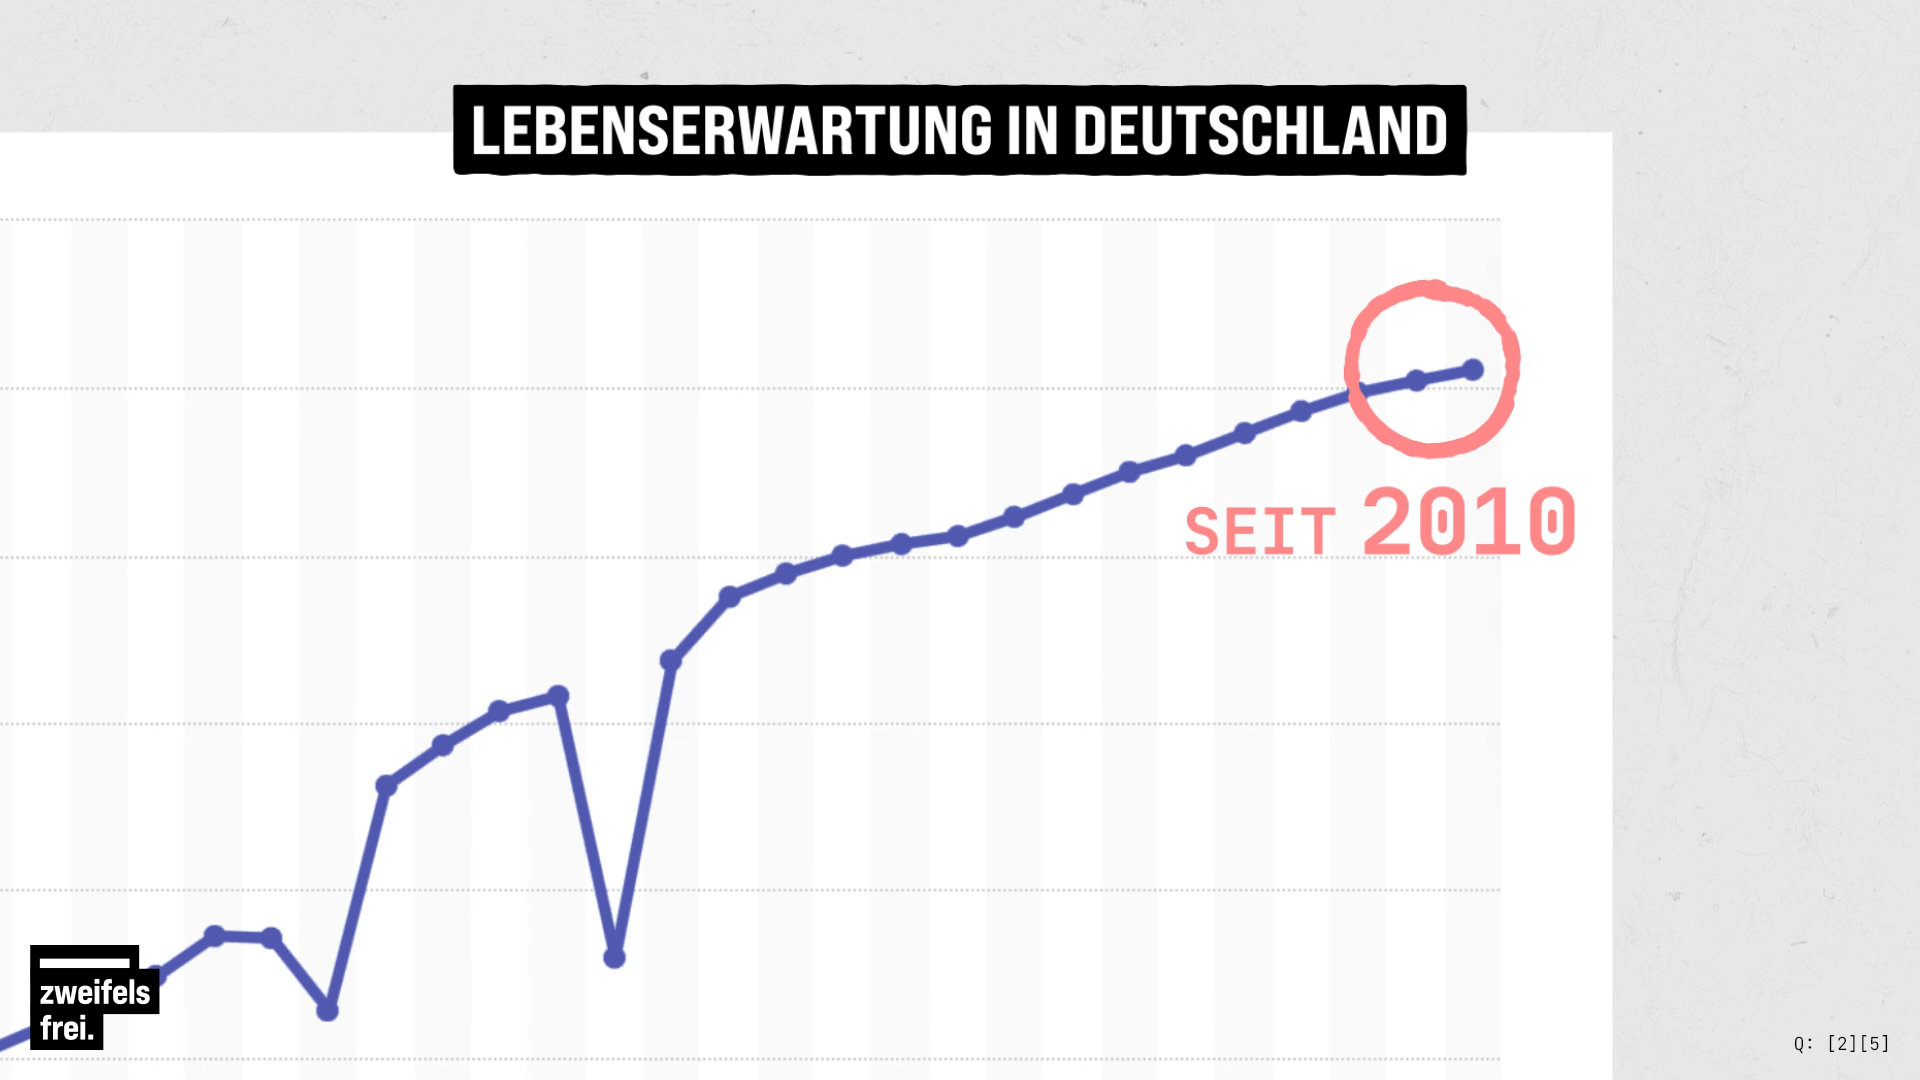 LEBENSERWARTUNG IN DEUTSCHLAND
SEIT 2010
zweifels
frei.
Q: [2][5]